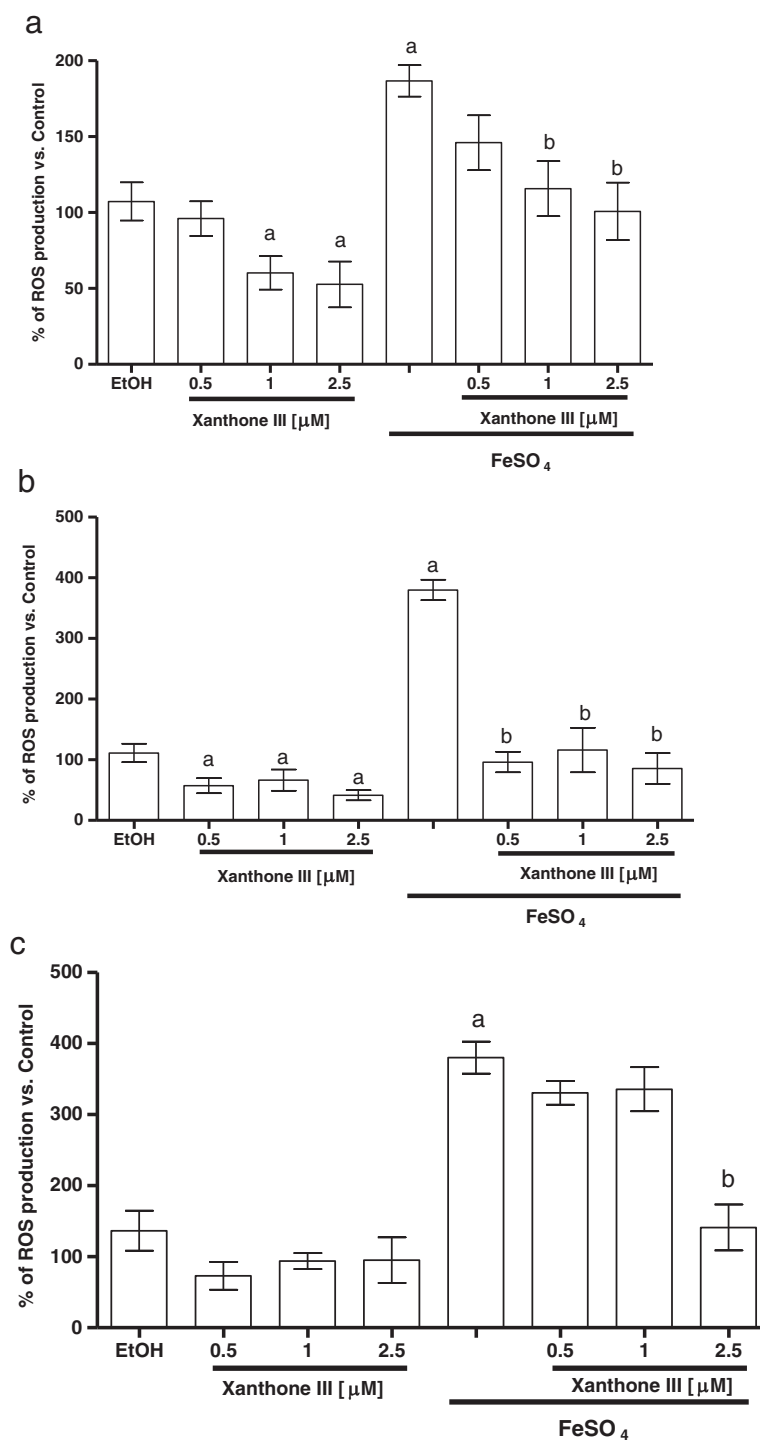 a
% of ROS production vs. Control
200
150
100
50
0
a
a
a
b
b
EtOH 0.5 1 2.5 0.5 1 2.5
Xanthone III [μM] Xanthone III [μM]
FeSO4
b
% of ROS production vs. Control
500
400
300
200
100
0
a
a
a
a
b
b
b
EtOH 0.5 1 2.5 0.5 1 2.5
Xanthone III [μM] Xanthone III [μM]
FeSO4
c
% of ROS production vs. Control
500
400
300
200
100
0
a
b
EtOH 0.5 1 2.5 0.5 1 2.5
Xanthone III [μM] Xanthone III [μM]
FeSO4